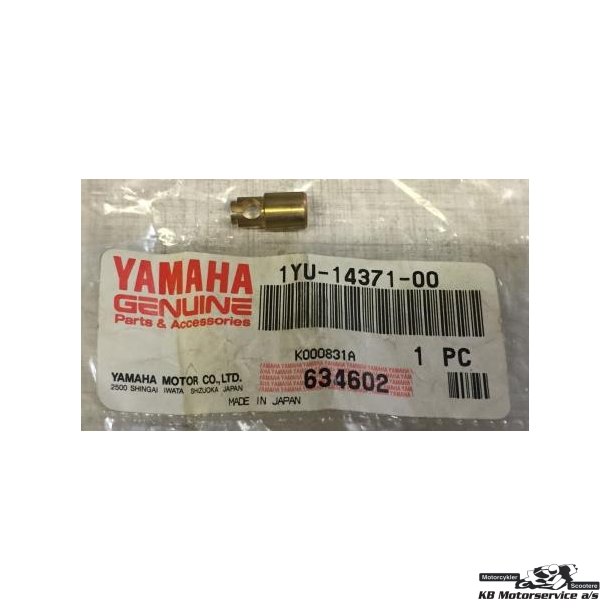 YAMAHA
GENUINE
Parts & Accessories
1YU-14371-00
K000831A
1 PC
YAMAHA MOTOR CO., LTD.
2500 SHINGAI IWATA SHIZUOKA JAPAN
634602
MADE IN JAPAN
Motorcykler
Scootere
KB Motorservice a/s